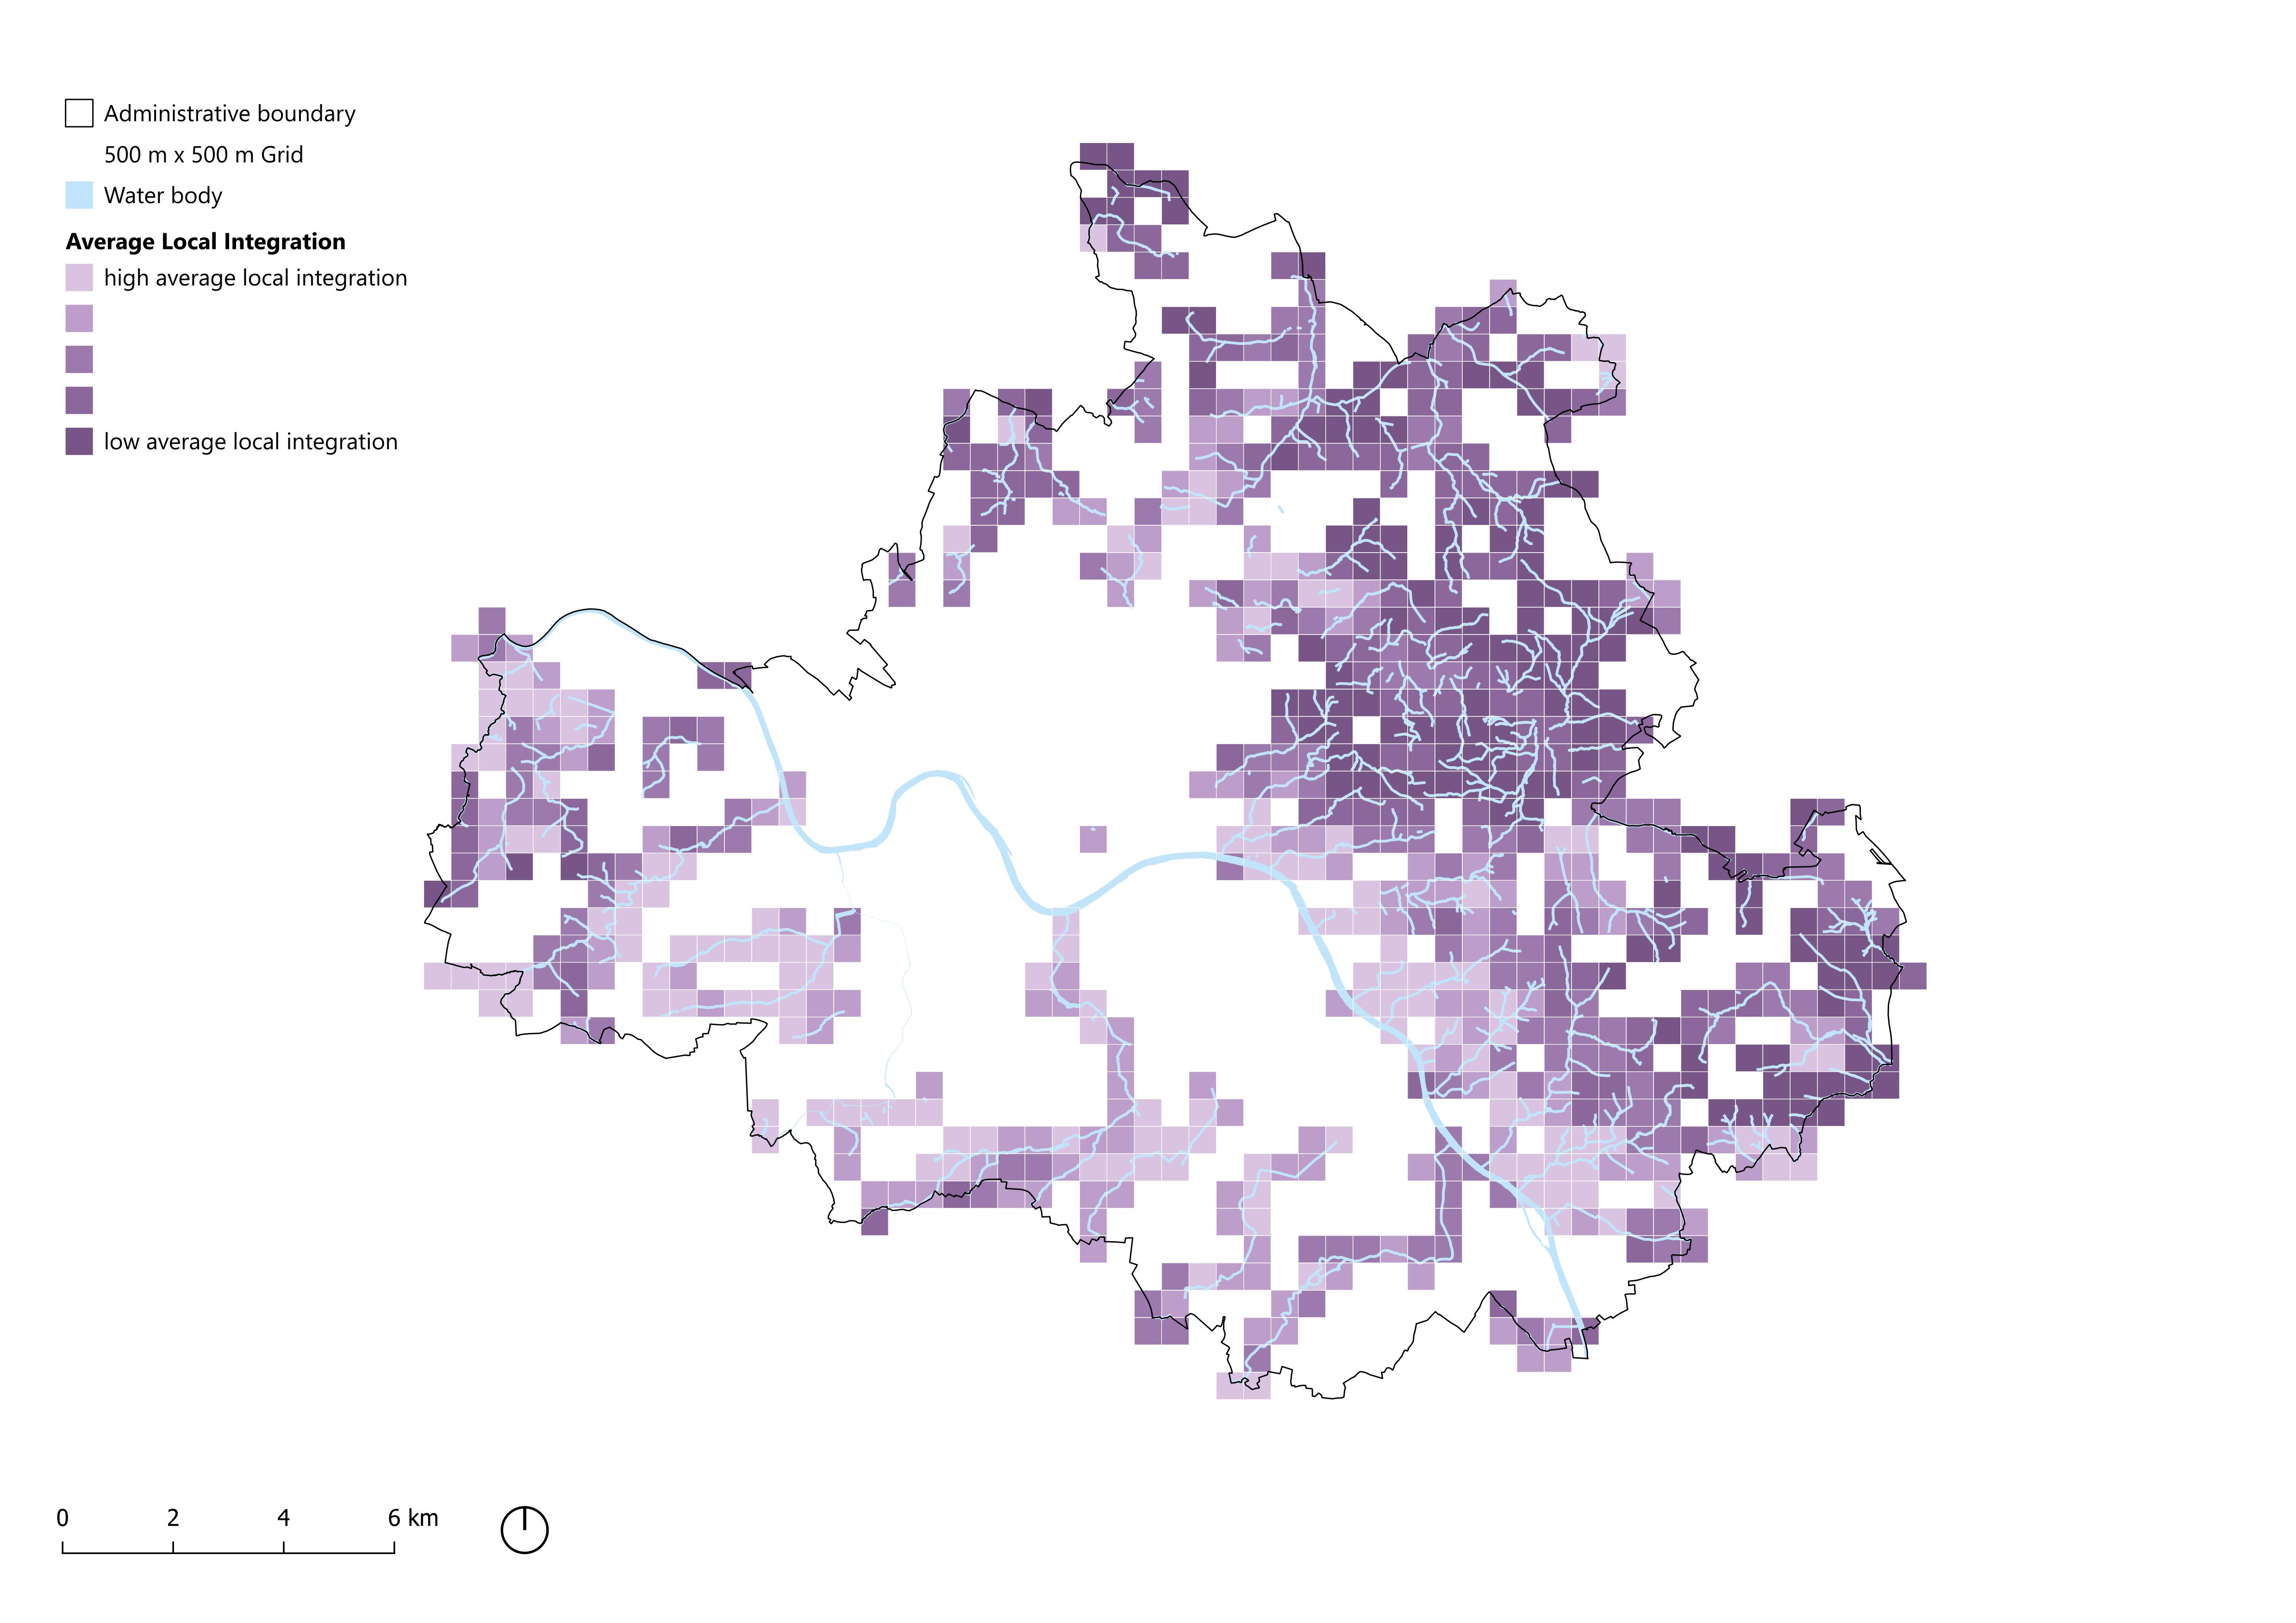 Administrative boundary
500 m x 500 m Grid
Water body
Average Local Integration
high average local integration
low average local integration
0 2 4 6 km